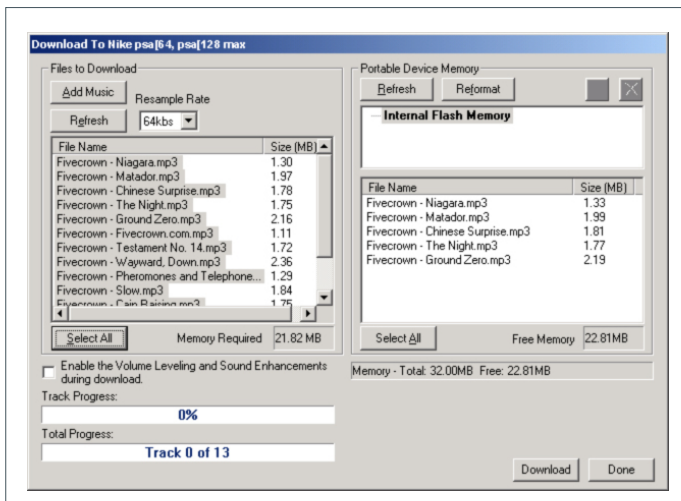 Download To Nike psa[64, psa[128 max
Files to Download
Add Music
Resample Rate
Refresh
64kbs
File Name Size (MB)
Fivecrown - Niagara.mp3 1.30
Fivecrown - Matador.mp3 1.97
Fivecrown - Chinese Surprise.mp3 1.78
Fivecrown - The Night.mp3 1.75
Fivecrown - Ground Zero.mp3 2.16
Fivecrown - Fivecrown.com.mp3 1.11
Fivecrown - Testament No. 14.mp3 1.72
Fivecrown - Wayward, Down.mp3 2.36
Fivecrown - Pheromones and Telephone... 1.29
Fivecrown - Slow.mp3 1.84
Fivecrown - Cain Raising.mp3 1.75
Select All
Memory Required 21.82 MB
Enable the Volume Leveling and Sound Enhancements
during download.
Track Progress:
0%
Total Progress:
Track 0 of 13
Portable Device Memory
Refresh
Reformat
Internal Flash Memory
File Name Size (MB)
Fivecrown - Niagara.mp3 1.33
Fivecrown - Matador.mp3 1.99
Fivecrown - Chinese Surprise.mp3 1.81
Fivecrown - The Night.mp3 1.77
Fivecrown - Ground Zero.mp3 2.19
Select All
Free Memory 22.81MB
Memory - Total: 32.00MB Free: 22.81MB
Download
Done